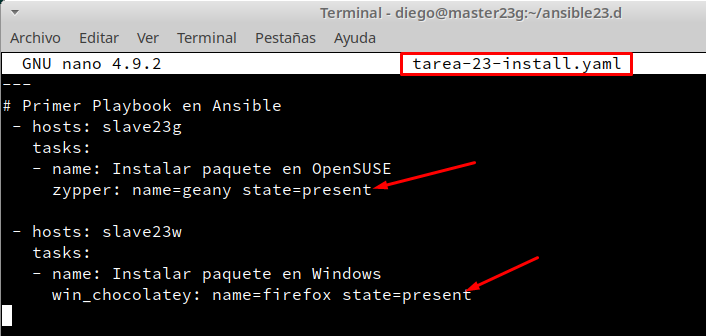 Terminal - diego@master23g:~/ansible23.d
Archivo Editar Ver Terminal Pestañas Ayuda
GNU nano 4.9.2 tarea-23-install.yaml
---
# Primer Playbook en Ansible
 - hosts: slave23g
   tasks:
   - name: Instalar paquete en OpenSUSE
     zypper: name=geany state=present

 - hosts: slave23w
   tasks:
   - name: Instalar paquete en Windows
     win_chocolatey: name=firefox state=present